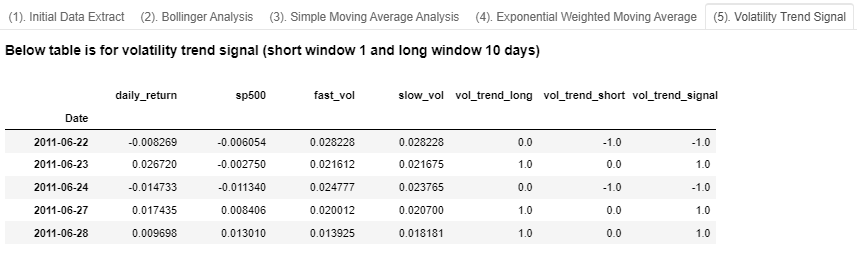 (1). Initial Data Extract (2). Bollinger Analysis (3). Simple Moving Average Analysis (4). Exponential Weighted Moving Average (5). Volatility Trend Signal
Below table is for volatility trend signal (short window 1 and long window 10 days)
daily_return sp500 fast_vol slow_vol vol_trend_long vol_trend_short vol_trend_signal
Date
2011-06-22 -0.008269 -0.006054 0.028228 0.028228 0.0 -1.0 -1.0
2011-06-23 0.026720 -0.002750 0.021612 0.021675 1.0 0.0 1.0
2011-06-24 -0.014733 -0.011340 0.024777 0.023765 0.0 -1.0 -1.0
2011-06-27 0.017435 0.008406 0.020012 0.020700 1.0 0.0 1.0
2011-06-28 0.009698 0.013010 0.013925 0.018181 1.0 0.0 1.0